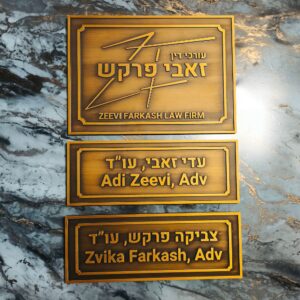 עורכי דין
זאבי פרקש
ZEEVI FARKASH LAW FIRM
עדי זאבי, עו"ד
Adi Zeevi, Adv
צביקה פרקש, עו"ד
Zvika Farkash, Adv